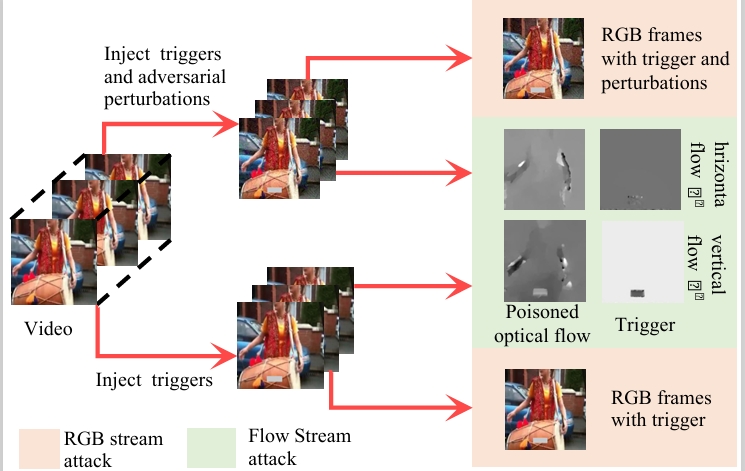 Inject triggers
and adversarial
perturbations
RGB frames
with trigger and
perturbations
hrizonta
flow
vertical
flow
Video
Poisoned
optical flow
Trigger
Inject triggers
RGB frames
with trigger
RGB stream
attack
Flow Stream
attack